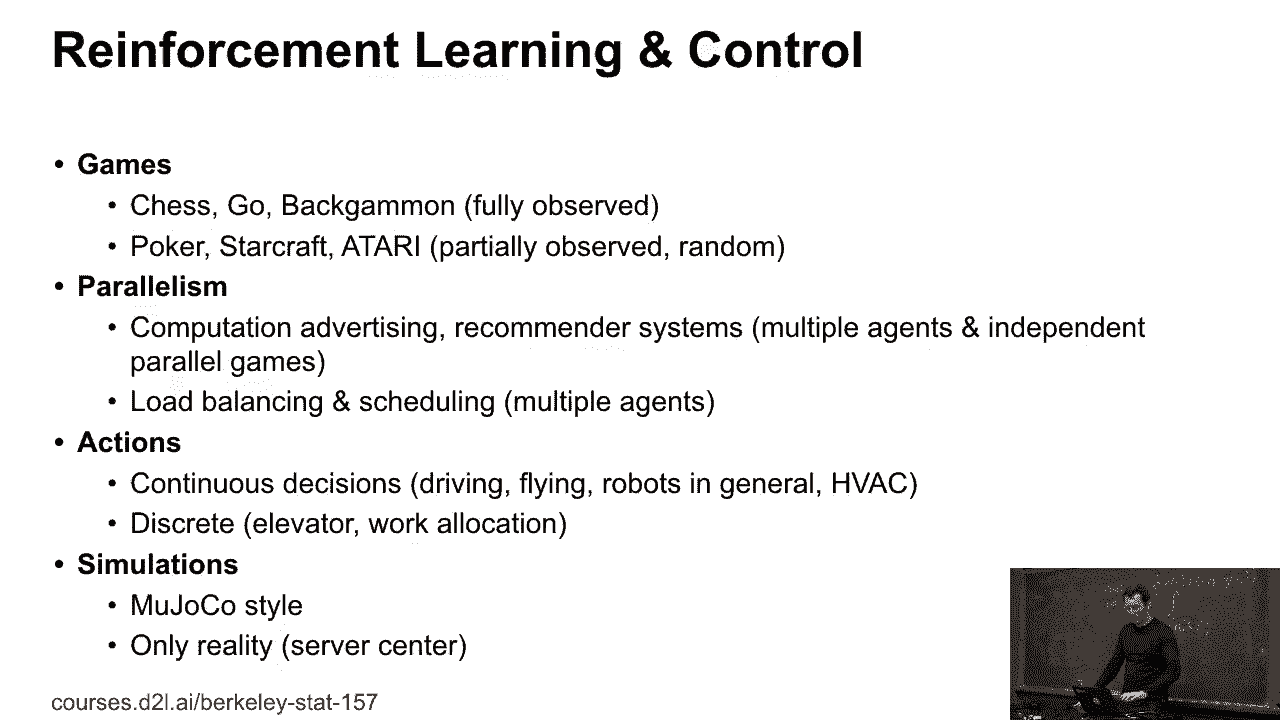 Reinforcement Learning & Control
• Games
• Chess, Go, Backgammon (fully observed)
• Poker, Starcraft, ATARI (partially observed, random)
• Parallelism
• Computation advertising, recommender systems (multiple agents & independent
parallel games)
• Load balancing & scheduling (multiple agents)
• Actions
• Continuous decisions (driving, flying, robots in general, HVAC)
• Discrete (elevator, work allocation)
• Simulations
• MuJoCo style
• Only reality (server center)
courses.d2l.ai/berkeley-stat-157